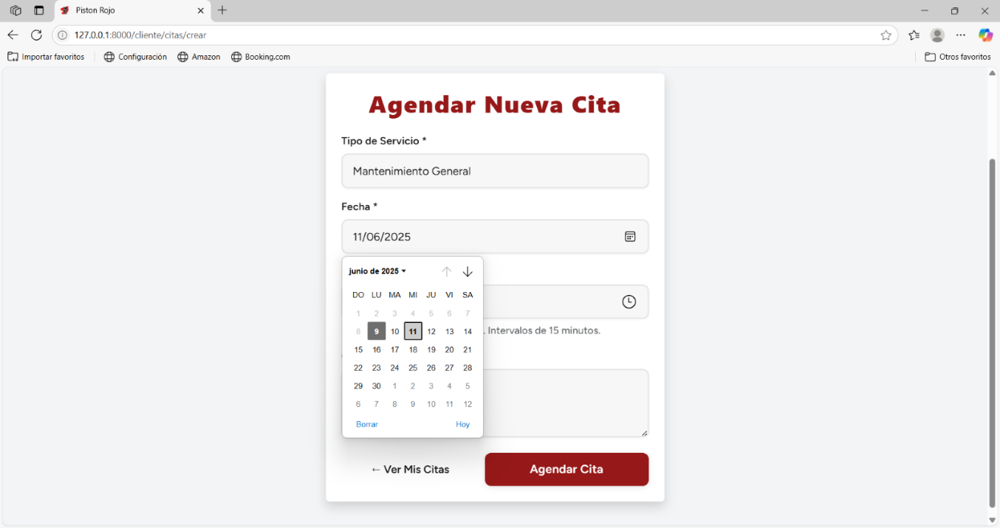 Piston Rojo
127.0.0.1:8000/cliente/citas/crear
Importar favoritos
Configuración
Amazon
Booking.com
Otros favoritos
Agendar Nueva Cita
Tipo de Servicio *
Mantenimiento General
Fecha *
11/06/2025
junio de 2025
DO LU MA MI JU VI SA
1 2 3 4 5 6 7
8 9 10 11 12 13 14
. Intervalos de 15 minutos.
15 16 17 18 19 20 21
22 23 24 25 26 27 28
29 30 1 2 3 4 5
6 7 8 9 10 11 12
Borrar Hoy
← Ver Mis Citas
Agendar Cita